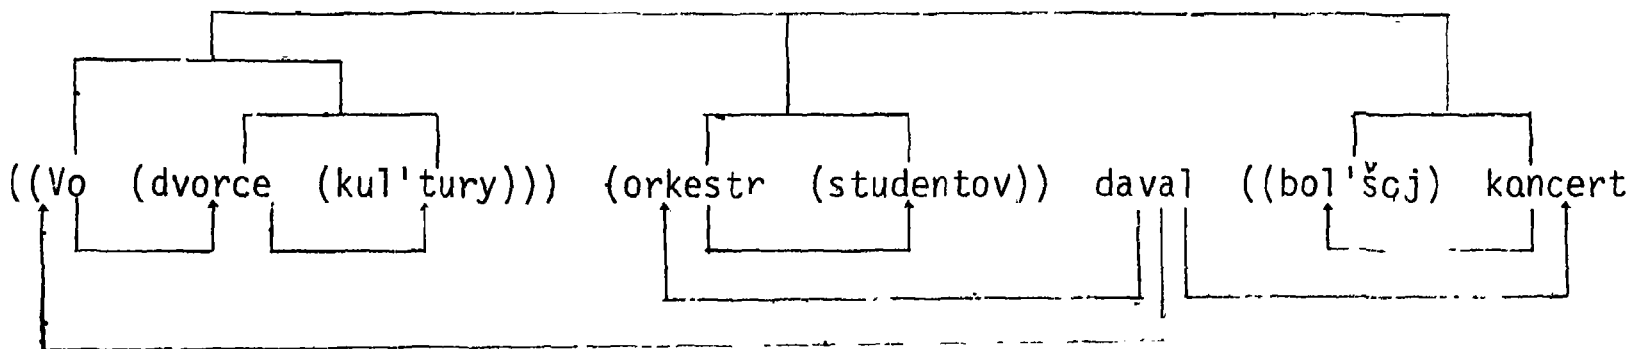 ((Vo (dvorce (kul'tury))) (orkestr (studentov)) daval ((bol'šoj) koncert